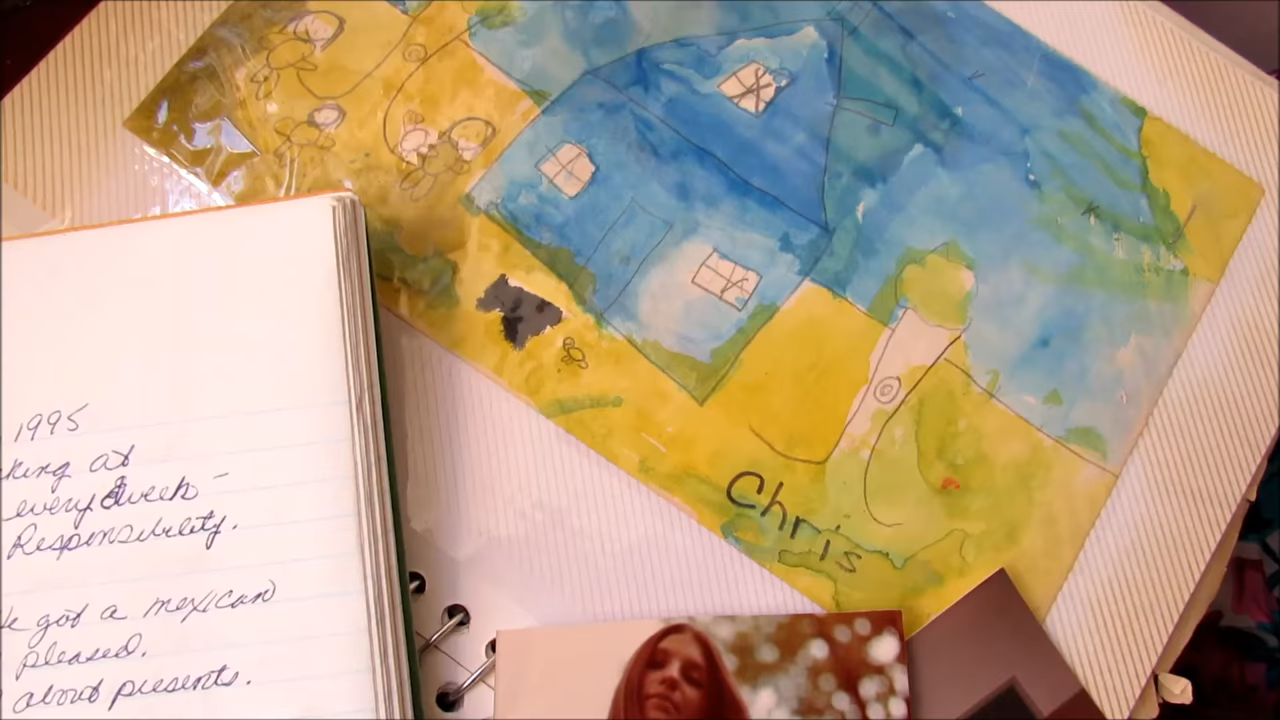 1995
king at
every week -
Responsibility.
got a mexican
pleased.
about presents.
Chris